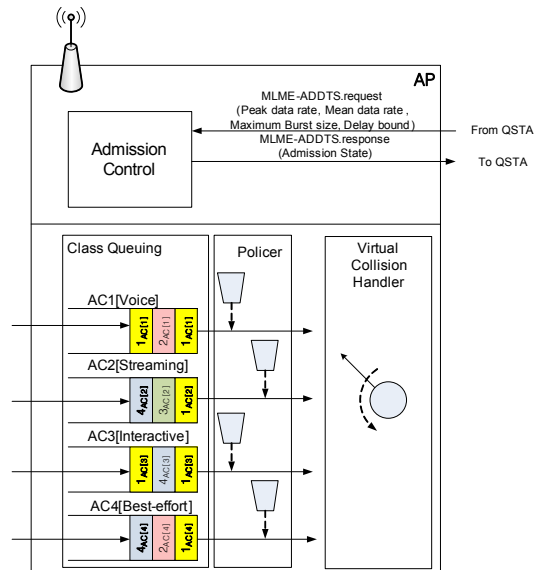 AP
MLME-ADDTS.request
(Peak data rate, Mean data rate ,
Maximum Burst size, Delay bound )
MLME-ADDTS.response
(Admission State)
From QSTA
To QSTA
Admission
Control
Class Queuing
Policer
Virtual
Collision
Handler
AC1[Voice]
1AC[1] 2AC[1] 1AC[1]
AC2[Streaming]
4AC[2] 3AC[2] 1AC[2]
AC3[Interactive]
1AC[3] 4AC[3] 1AC[3]
AC4[Best-effort]
4AC[4] 2AC[4] 1AC[4]